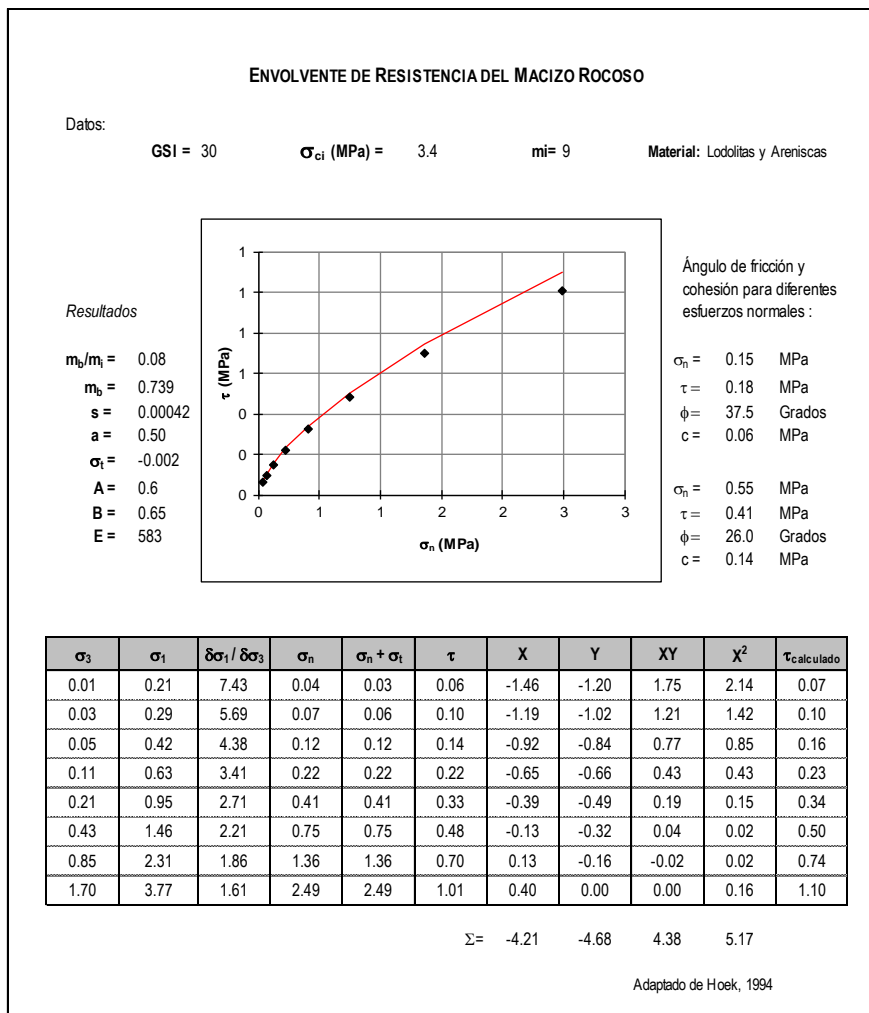 ENVOLVENTE DE RESISTENCIA DEL MACIZO ROCOSO
Datos:
GSI = 30 σci (MPa) = 3.4 mi= 9 Material: Lodolitas y Areniscas
Resultados
mb/mi = 0.08
mb = 0.739
s = 0.00042
a = 0.50
σt = -0.002
A = 0.6
B = 0.65
E = 583
1
1
1
1
0
0
0
τ (MPa)
0 1 1 2 2 3 3
σn (MPa)
Ángulo de fricción y
cohesión para diferentes
esfuerzos normales :
σn = 0.15 MPa
τ = 0.18 MPa
ϕ= 37.5 Grados
c = 0.06 MPa
σn = 0.55 MPa
τ = 0.41 MPa
ϕ= 26.0 Grados
c = 0.14 MPa
σ3 σ1 δσ1 / δσ3 σn σn + σt τ X Y XY X² τcalculado
0.01 0.21 7.43 0.04 0.03 0.06 -1.46 -1.20 1.75 2.14 0.07
0.03 0.29 5.69 0.07 0.06 0.10 -1.19 -1.02 1.21 1.42 0.10
0.05 0.42 4.38 0.12 0.12 0.14 -0.92 -0.84 0.77 0.85 0.16
0.11 0.63 3.41 0.22 0.22 0.22 -0.65 -0.66 0.43 0.43 0.23
0.21 0.95 2.71 0.41 0.41 0.33 -0.39 -0.49 0.19 0.15 0.34
0.43 1.46 2.21 0.75 0.75 0.48 -0.13 -0.32 0.04 0.02 0.50
0.85 2.31 1.86 1.36 1.36 0.70 0.13 -0.16 -0.02 0.02 0.74
1.70 3.77 1.61 2.49 2.49 1.01 0.40 0.00 0.00 0.16 1.10
Σ= -4.21 -4.68 4.38 5.17
Adaptado de Hoek, 1994